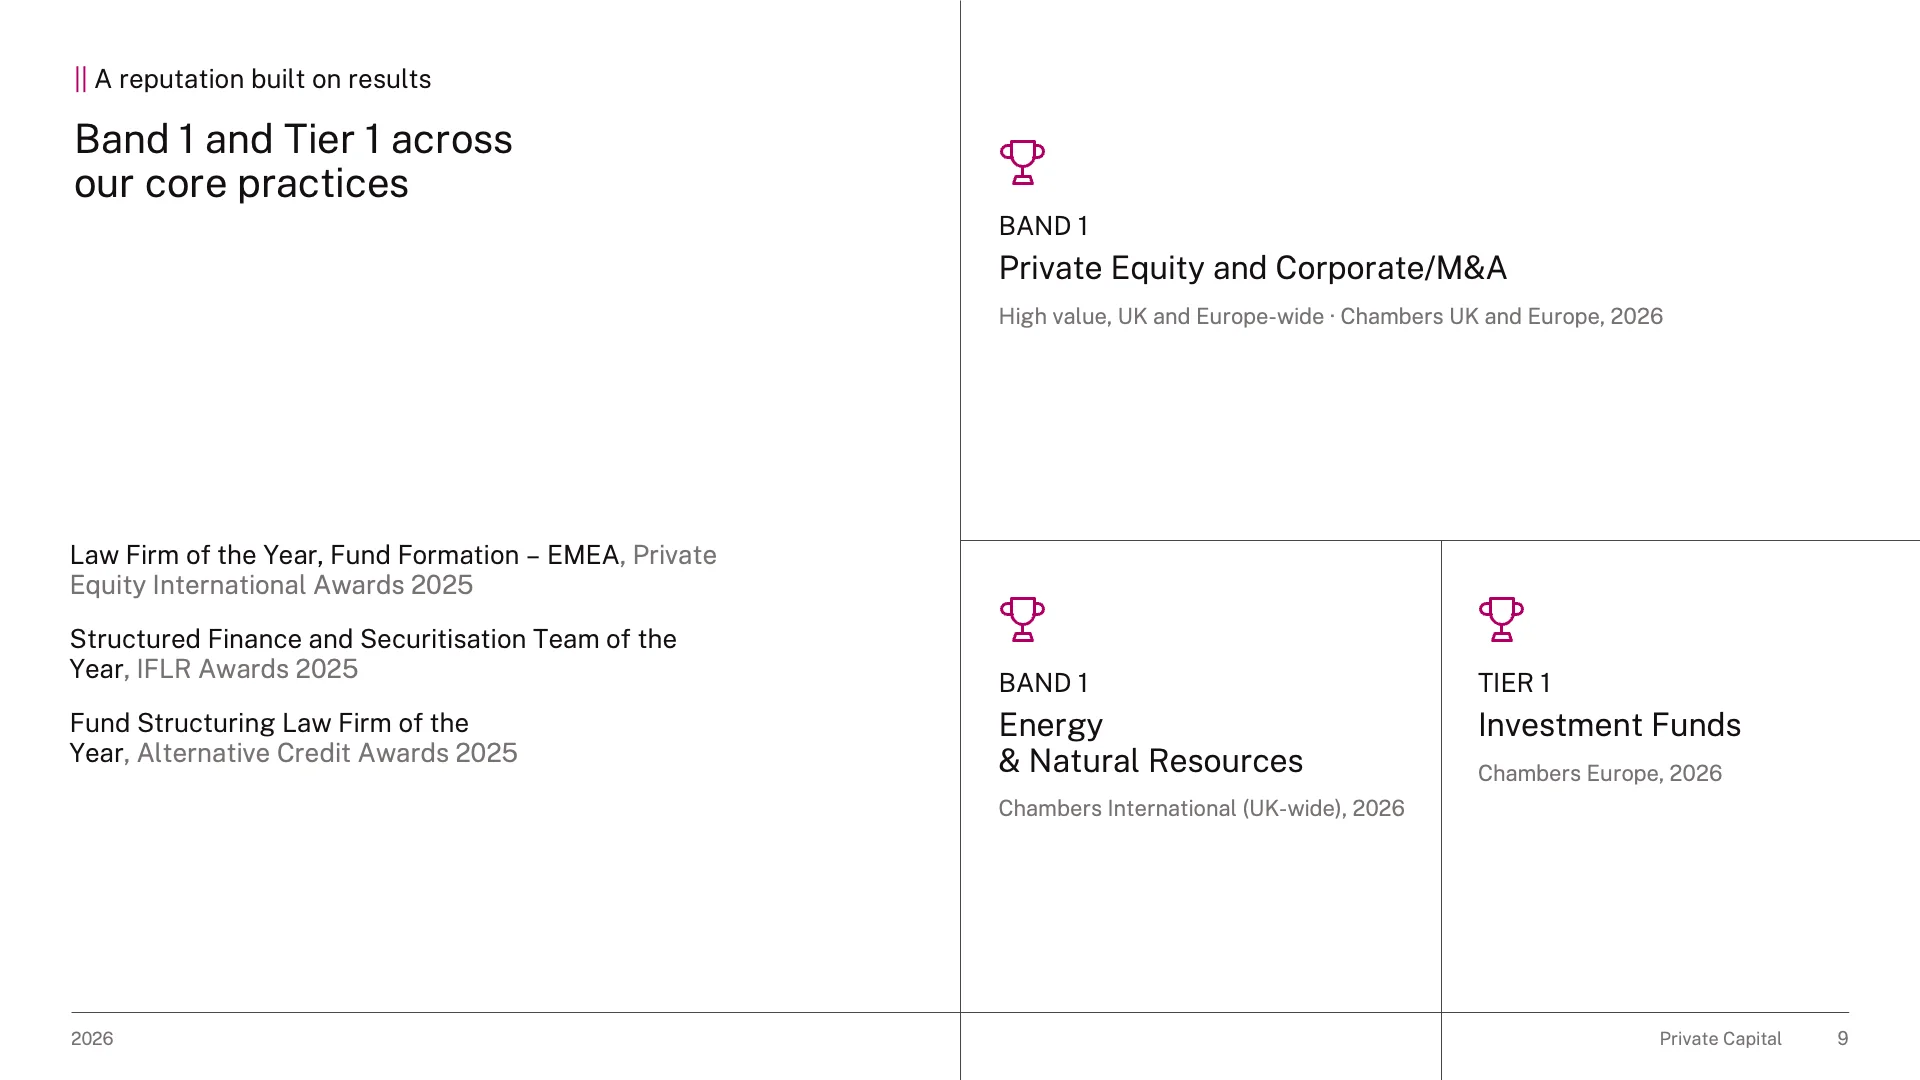 || A reputation built on results
Band 1 and Tier 1 across
our core practices
Law Firm of the Year, Fund Formation – EMEA, Private
Equity International Awards 2025
Structured Finance and Securitisation Team of the
Year, IFLR Awards 2025
Fund Structuring Law Firm of the
Year, Alternative Credit Awards 2025
BAND 1
Private Equity and Corporate/M&A
High value, UK and Europe-wide · Chambers UK and Europe, 2026
BAND 1
Energy
& Natural Resources
Chambers International (UK-wide), 2026
TIER 1
Investment Funds
Chambers Europe, 2026
2026
Private Capital
9